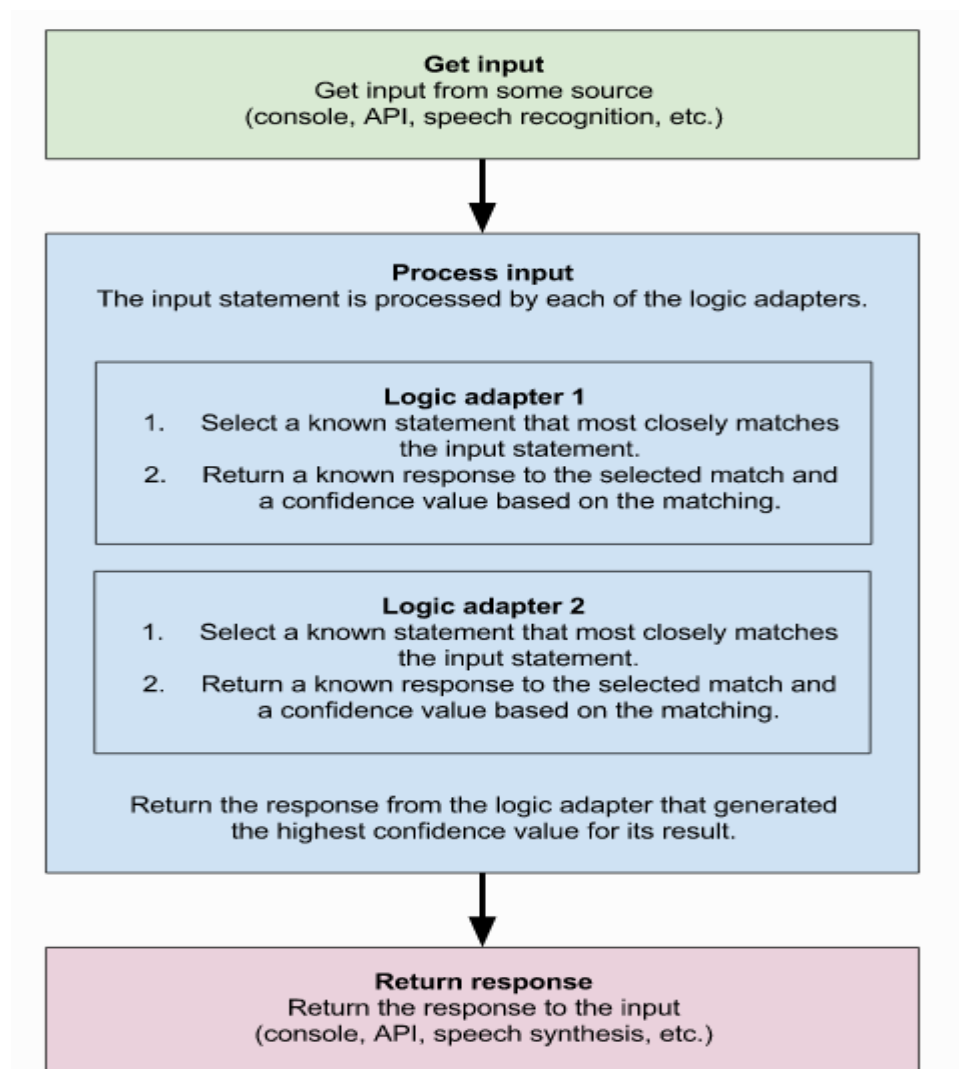 Get input
Get input from some source
(console, API, speech recognition, etc.)
Process input
The input statement is processed by each of the logic adapters.
Logic adapter 1
1. Select a known statement that most closely matches
the input statement.
2. Return a known response to the selected match and
a confidence value based on the matching.
Logic adapter 2
1. Select a known statement that most closely matches
the input statement.
2. Return a known response to the selected match and
a confidence value based on the matching.
Return the response from the logic adapter that generated
the highest confidence value for its result.
Return response
Return the response to the input
(console, API, speech synthesis, etc.)